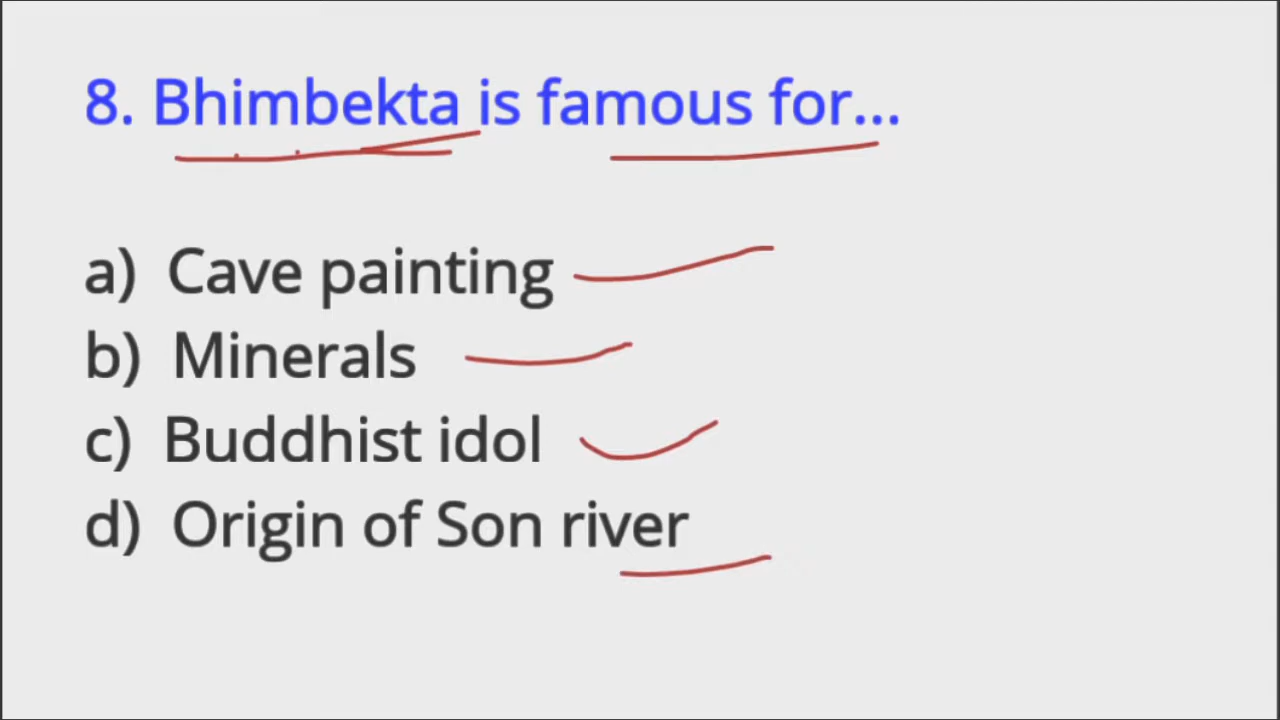 8. Bhimbekta is famous for...
a) Cave painting
b) Minerals
c) Buddhist idol
d) Origin of Son river